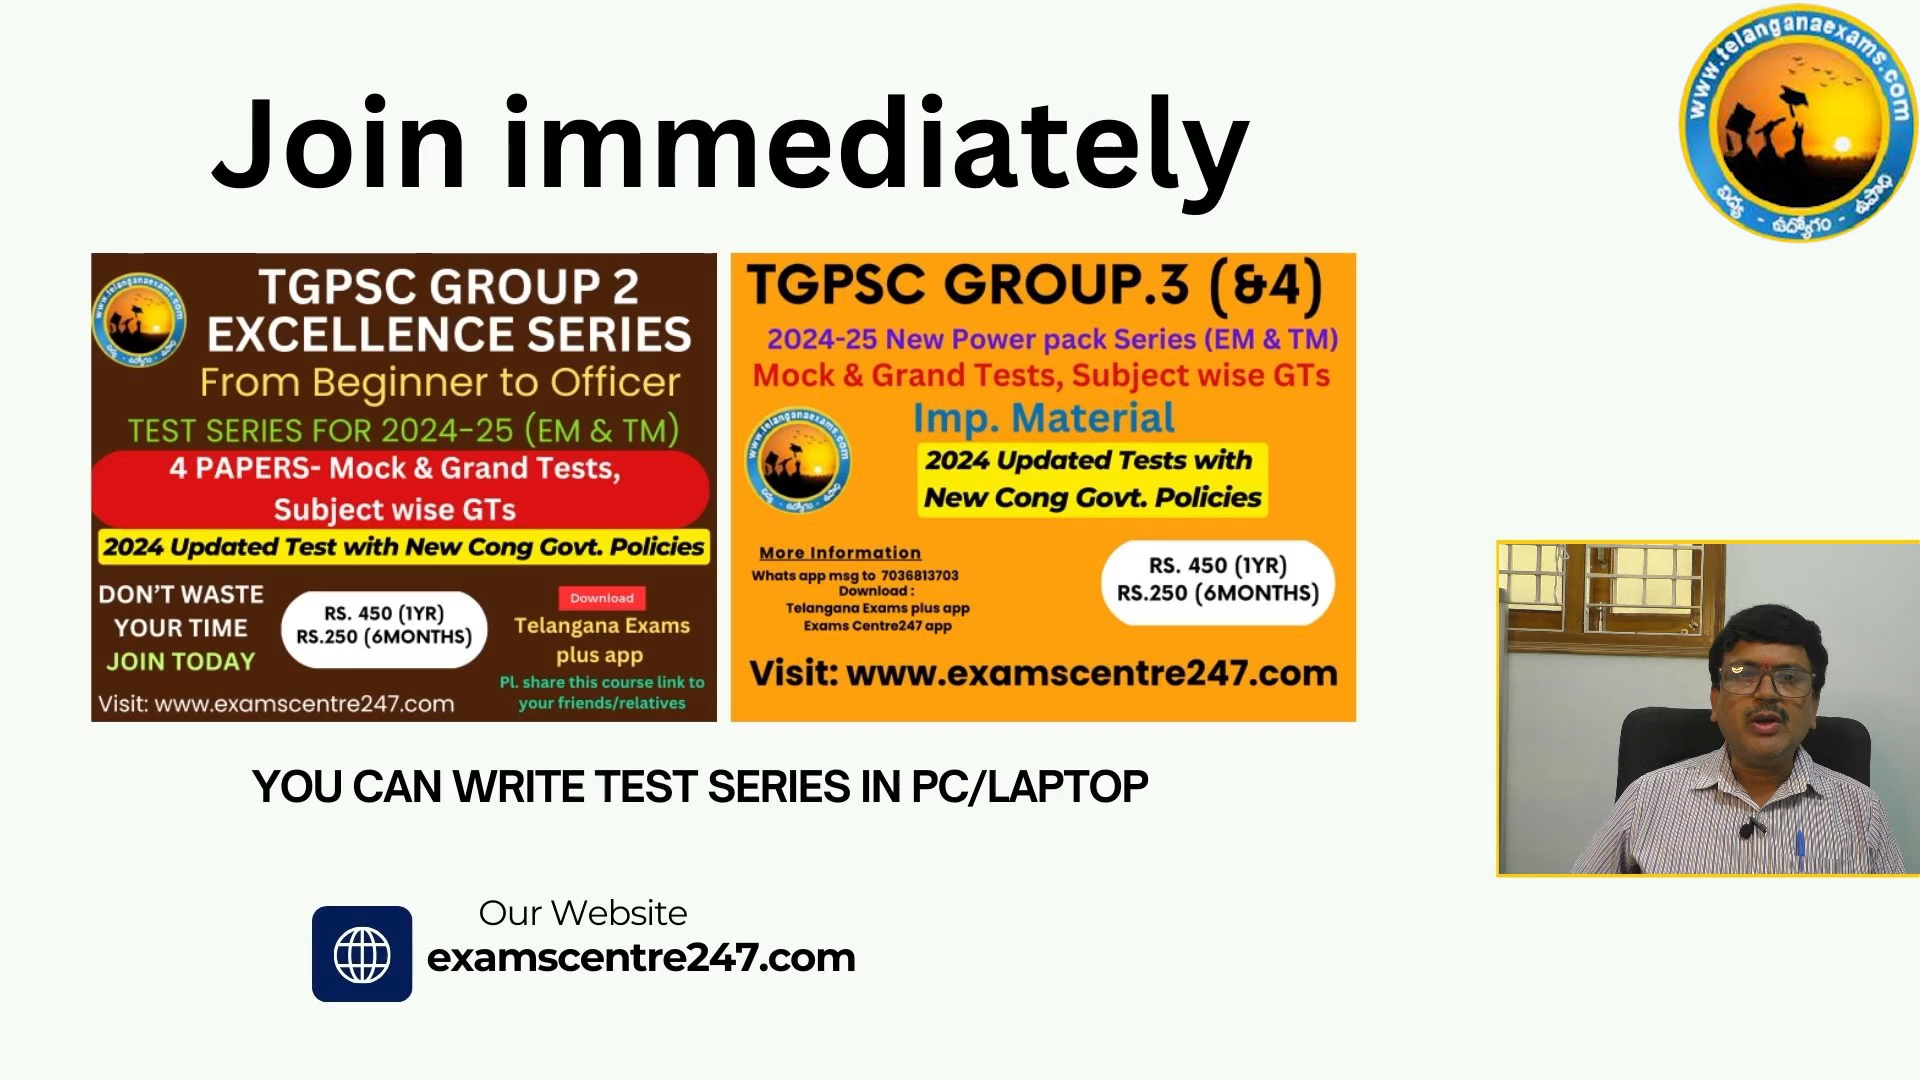 www.telanganaexams.com
విద్య - ఉద్యోగం - ఉపాధి
Join immediately
TGPSC GROUP 2
EXCELLENCE SERIES
From Beginner to Officer
TEST SERIES FOR 2024-25 (EM & TM)
4 PAPERS- Mock & Grand Tests,
Subject wise GTs
2024 Updated Test with New Cong Govt. Policies
DON'T WASTE
YOUR TIME
JOIN TODAY
RS. 450 (1YR)
RS.250 (6MONTHS)
Download
Telangana Exams
plus app
Pl. share this course link to
your friends/relatives
Visit: www.examscentre247.com
TGPSC GROUP.3 (&4)
2024-25 New Power pack Series (EM & TM)
Mock & Grand Tests, Subject wise GTs
Imp. Material
www.telanganaexams.com
2024 Updated Tests with
New Cong Govt. Policies
More Information
Whats app msg to 7036813703
Download :
Telangana Exams plus app
Exams Centre247 app
RS. 450 (1YR)
RS.250 (6MONTHS)
Visit: www.examscentre247.com
YOU CAN WRITE TEST SERIES IN PC/LAPTOP
Our Website
examscentre247.com